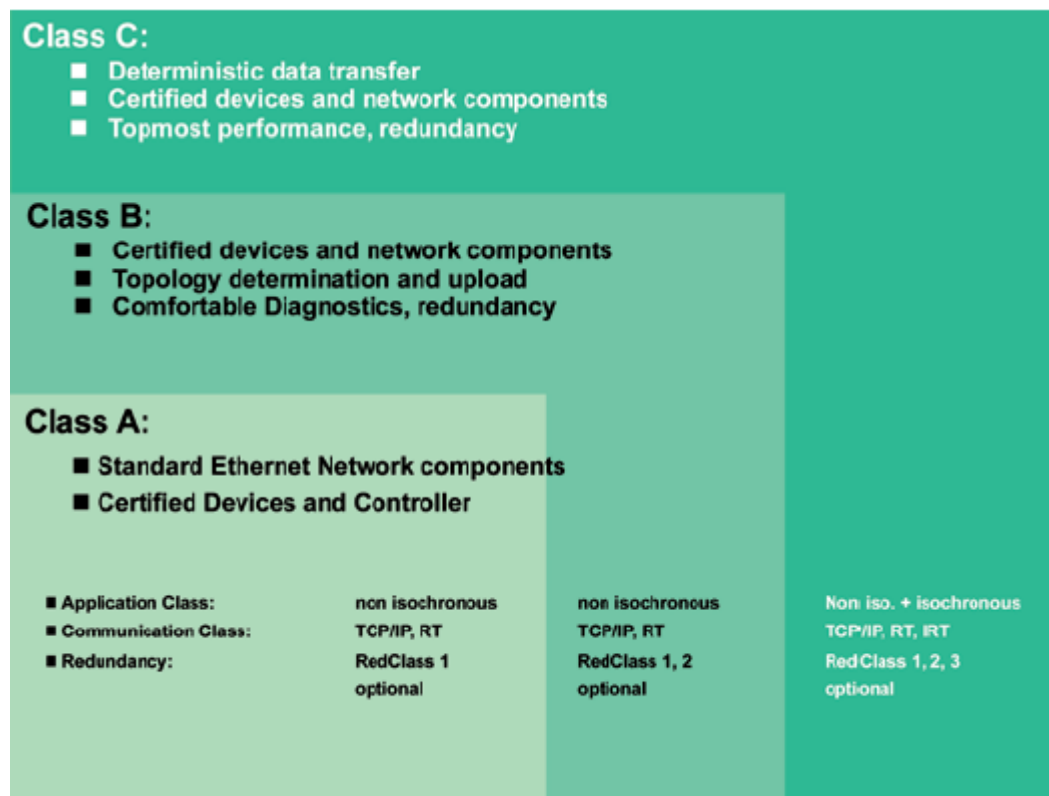 Class C:
■ Deterministic data transfer
■ Certified devices and network components
■ Topmost performance, redundancy
Class B:
■ Certified devices and network components
■ Topology determination and upload
■ Comfortable Diagnostics, redundancy
Class A:
■ Standard Ethernet Network components
■ Certified Devices and Controller
■ Application Class: non isochronous non isochronous Non iso. + isochronous
■ Communication Class: TCP/IP, RT TCP/IP, RT TCP/IP, RT, IRT
■ Redundancy: RedClass 1 RedClass 1, 2 RedClass 1, 2, 3
optional optional optional